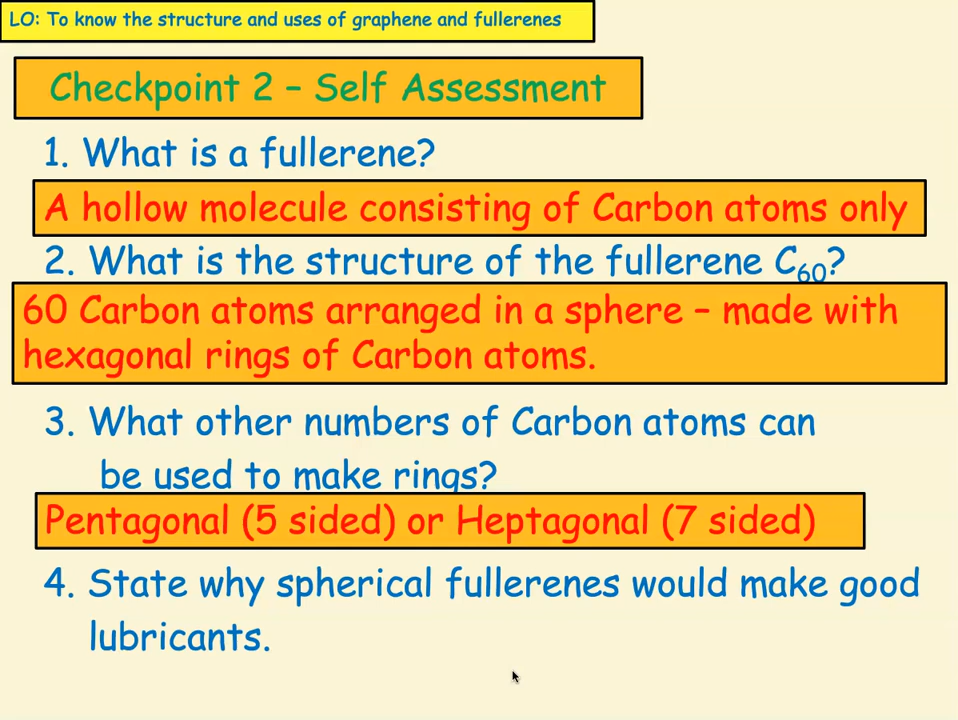 LO: To know the structure and uses of graphene and fullerenes
Checkpoint 2 – Self Assessment
1. What is a fullerene?
A hollow molecule consisting of Carbon atoms only
2. What is the structure of the fullerene C₆₀?
60 Carbon atoms arranged in a sphere – made with
hexagonal rings of Carbon atoms.
3. What other numbers of Carbon atoms can
be used to make rings?
Pentagonal (5 sided) or Heptagonal (7 sided)
4. State why spherical fullerenes would make good
lubricants.